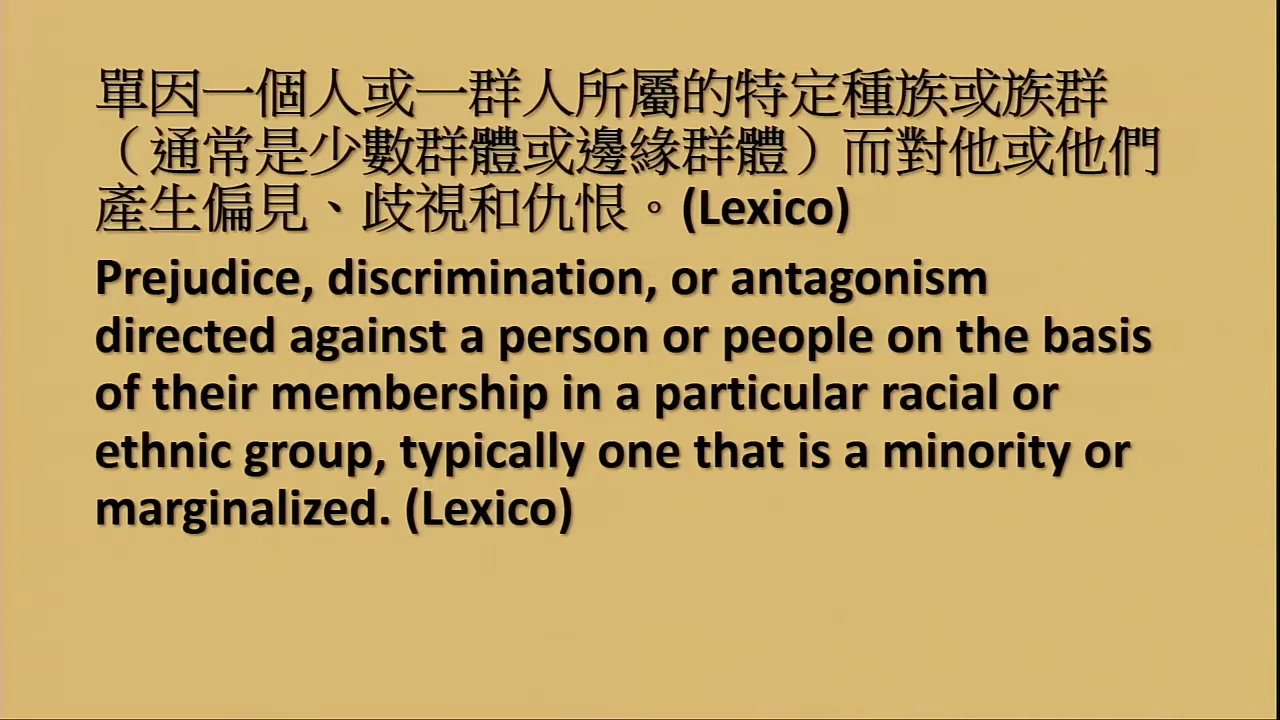 單因一個人或一群人所屬的特定種族或族群
（通常是少數群體或邊緣群體）而對他或他們
產生偏見、歧視和仇恨。(Lexico)
Prejudice, discrimination, or antagonism
directed against a person or people on the basis
of their membership in a particular racial or
ethnic group, typically one that is a minority or
marginalized. (Lexico)